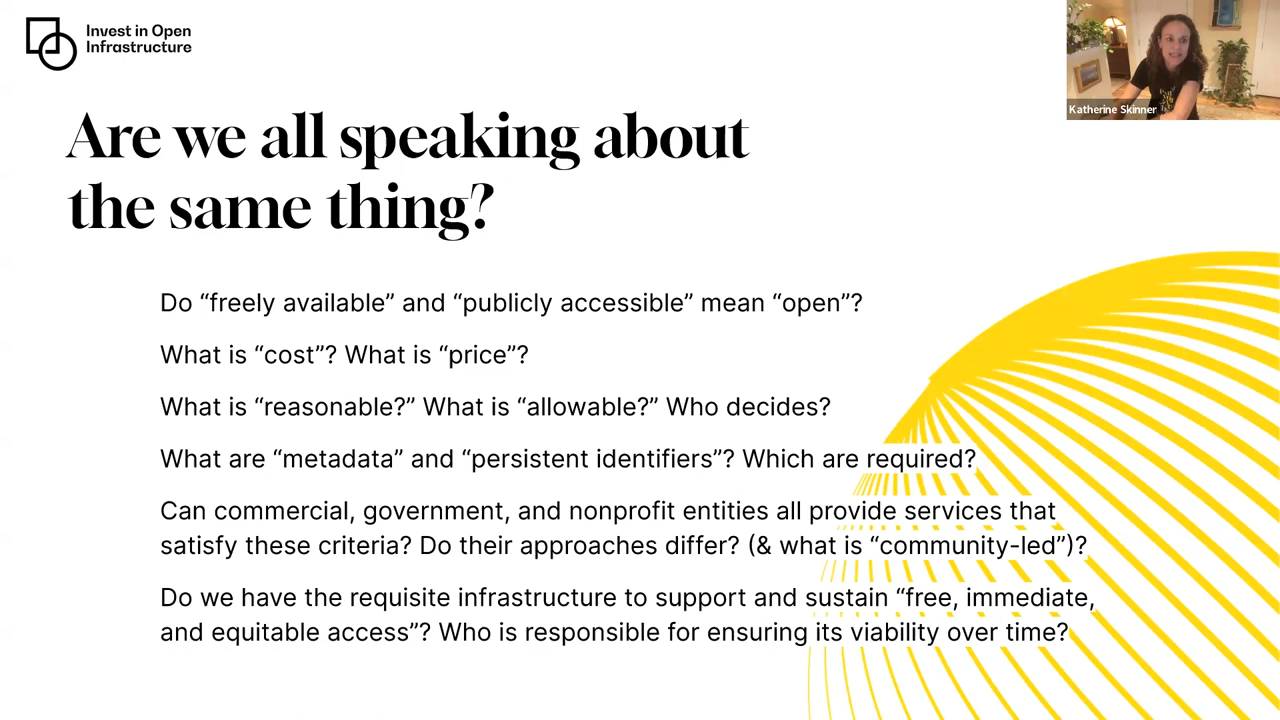 Invest in Open
Infrastructure
Katherine Skinner
Are we all speaking about
the same thing?
Do “freely available” and “publicly accessible” mean “open”?
What is “cost”? What is “price”?
What is “reasonable?” What is “allowable?” Who decides?
What are “metadata” and “persistent identifiers”? Which are required?
Can commercial, government, and nonprofit entities all provide services that
satisfy these criteria? Do their approaches differ? (& what is “community-led”)?
Do we have the requisite infrastructure to support and sustain “free, immediate,
and equitable access”? Who is responsible for ensuring its viability over time?